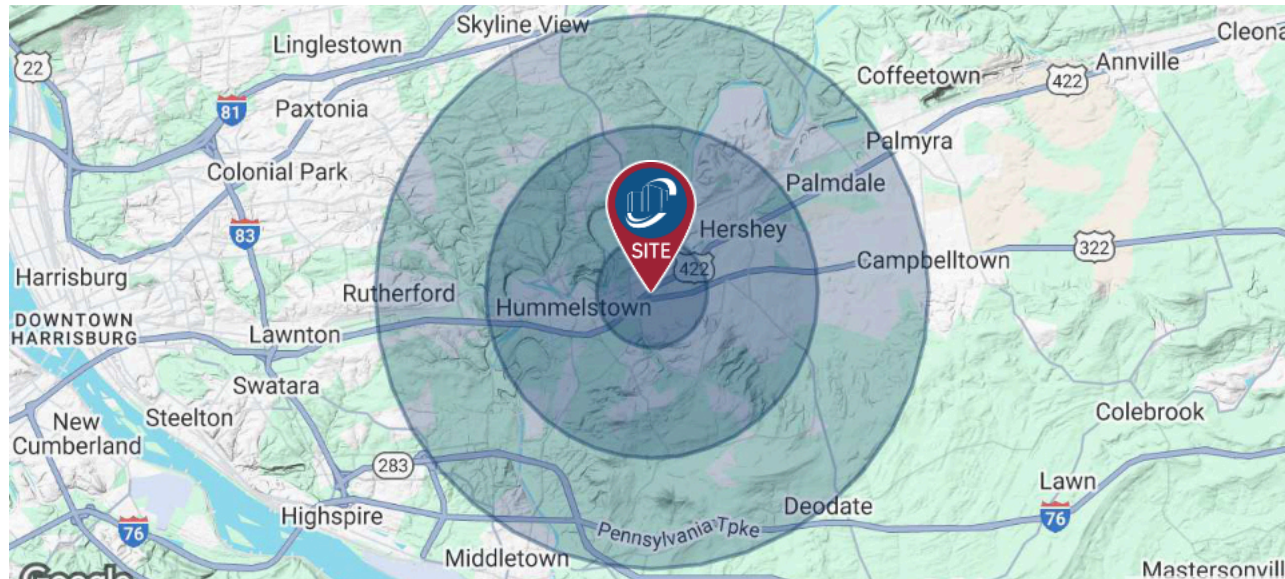 Skyline View
Cleona
Linglestown
22
Annville
Coffeetown
422
81
Paxtonia
Palmyra
Colonial Park
Palmdale
83
Hershey
SITE
322
422
Campbelltown
Harrisburg
Rutherford
Hummelstown
DOWNTOWN
HARRISBURG
Lawnton
Swatara
Steelton
New
Cumberland
Colebrook
283
Lawn
Deodate
Highspire
76
76
Pennsylvania Tpke
Middletown
Google
Mastersonvill